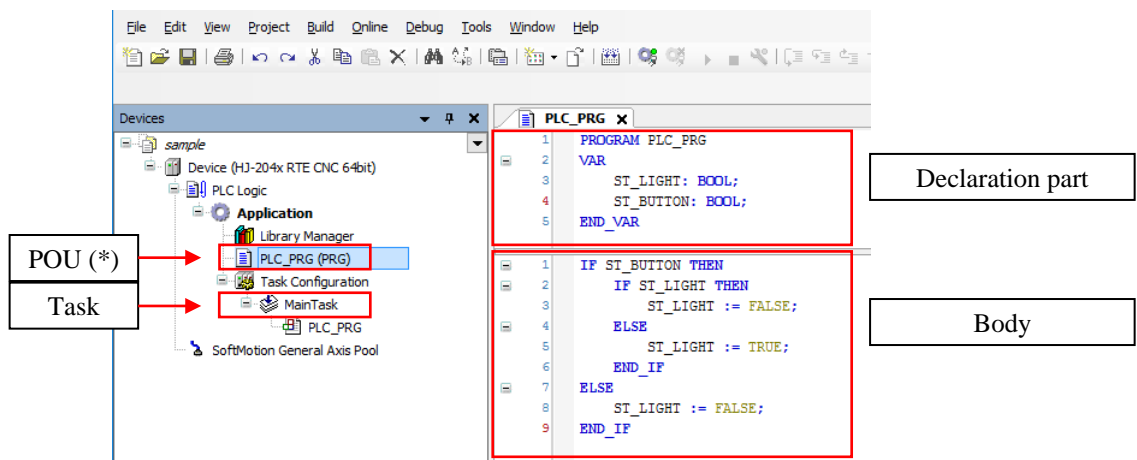 File Edit View Project Build Online Debug Tools Window Help
Devices
sample
Device (HJ-204x RTE CNC 64bit)
PLC Logic
Application
Library Manager
PLC_PRG (PRG)
Task Configuration
MainTask
PLC_PRG
SoftMotion General Axis Pool
POU (*)
Task
PLC_PRG
1 PROGRAM PLC_PRG
2 VAR
3 ST_LIGHT: BOOL;
4 ST_BUTTON: BOOL;
5 END_VAR
Declaration part
1 IF ST_BUTTON THEN
2 IF ST_LIGHT THEN
3 ST_LIGHT := FALSE;
4 ELSE
5 ST_LIGHT := TRUE;
6 END_IF
7 ELSE
8 ST_LIGHT := FALSE;
9 END_IF
Body